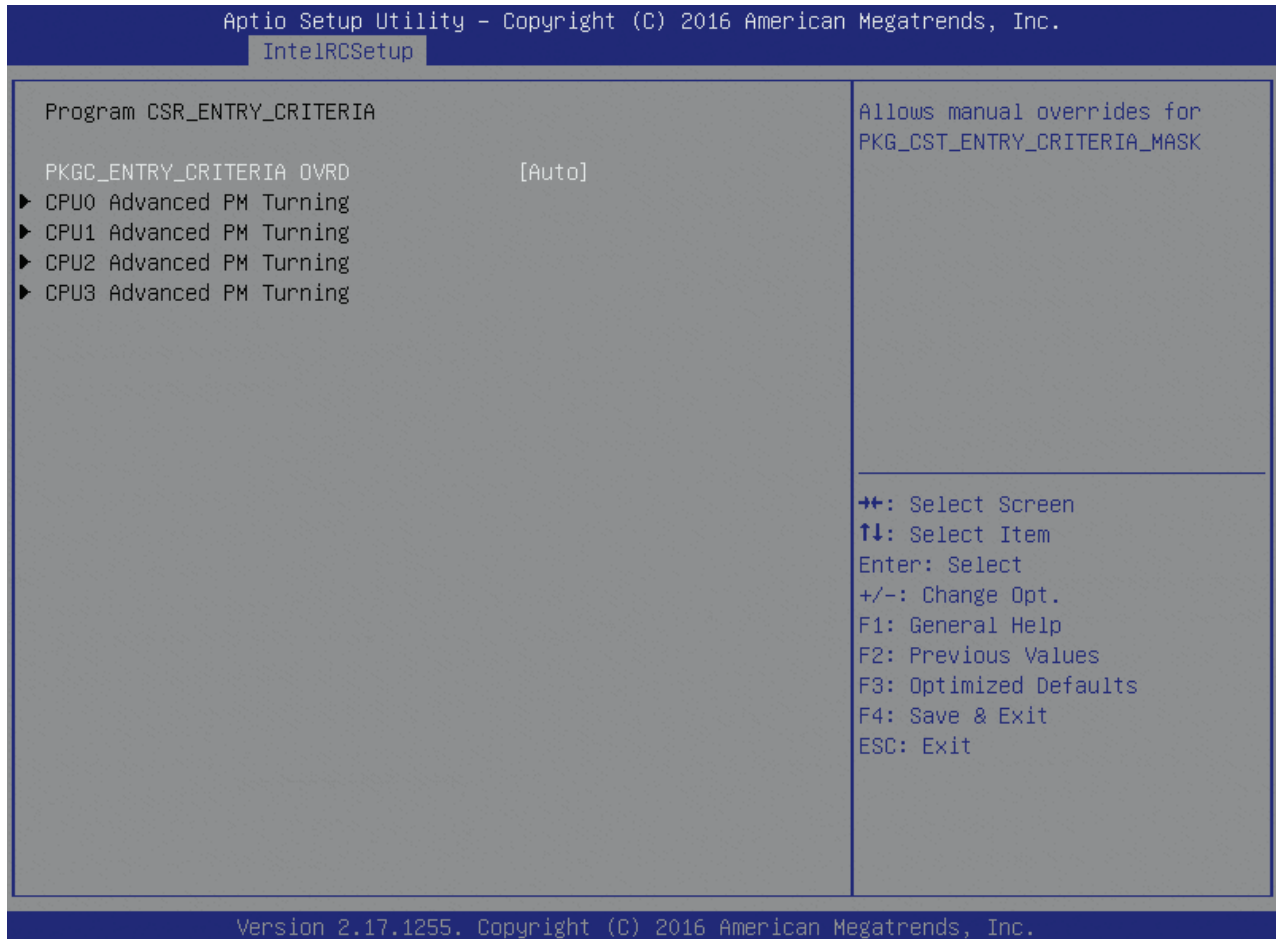 Aptio Setup Utility – Copyright (C) 2016 American Megatrends, Inc.
IntelRCSetup
Program CSR_ENTRY_CRITERIA
PKGC_ENTRY_CRITERIA OVRD [Auto]
▶ CPU0 Advanced PM Turning
▶ CPU1 Advanced PM Turning
▶ CPU2 Advanced PM Turning
▶ CPU3 Advanced PM Turning
Allows manual overrides for
PKG_CST_ENTRY_CRITERIA_MASK
→←: Select Screen
↑↓: Select Item
Enter: Select
+/-: Change Opt.
F1: General Help
F2: Previous Values
F3: Optimized Defaults
F4: Save & Exit
ESC: Exit
Version 2.17.1255. Copyright (C) 2016 American Megatrends, Inc.